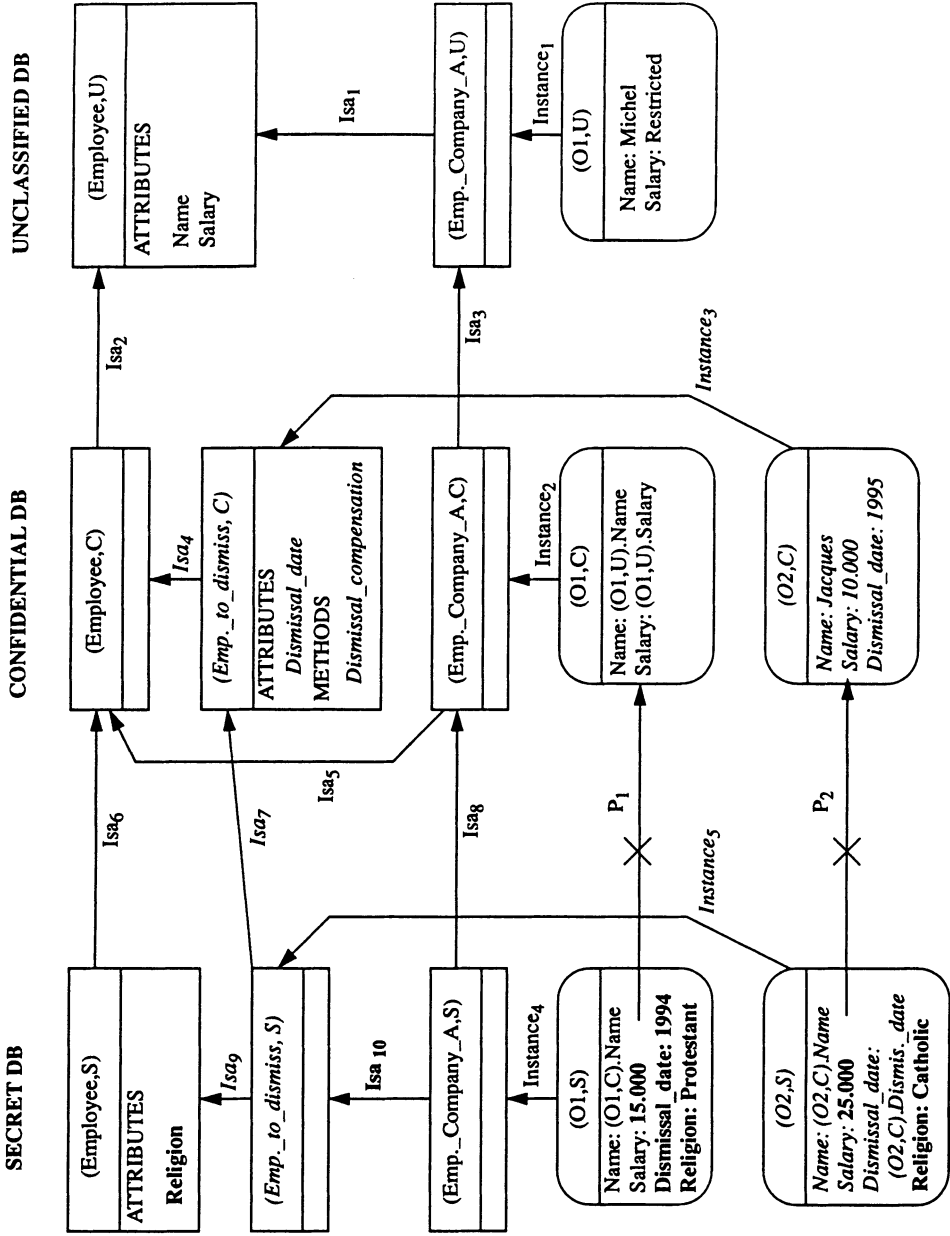 SECRET DB
(Employee,S)
ATTRIBUTES
Religion
Isa9
(Emp._to_dismiss, S)
Isa 10
(Emp._Company_A,S)
Instance4
(O1,S)
Name: (O1,C).Name
Salary: 15.000
Dismissal_date: 1994
Religion: Protestant
(O2,S)
Name: (O2,C).Name
Salary: 25.000
Dismissal_date:
(O2,C).Dismis._date
Religion: Catholic
Isa6
Isa7
Isa5
Isa8
P1
Instance5
P2
CONFIDENTIAL DB
(Employee,C)
Isa4
(Emp._to_dismiss, C)
ATTRIBUTES
Dismissal_date
METHODS
Dismissal_compensation
(Emp._Company_A,C)
Instance2
(O1,C)
Name: (O1,U).Name
Salary: (O1,U).Salary
(O2,C)
Name: Jacques
Salary: 10.000
Dismissal_date: 1995
Isa2
Isa3
Instance3
UNCLASSIFIED DB
(Employee,U)
ATTRIBUTES
Name
Salary
Isa1
(Emp._Company_A,U)
Instance1
(O1,U)
Name: Michel
Salary: Restricted